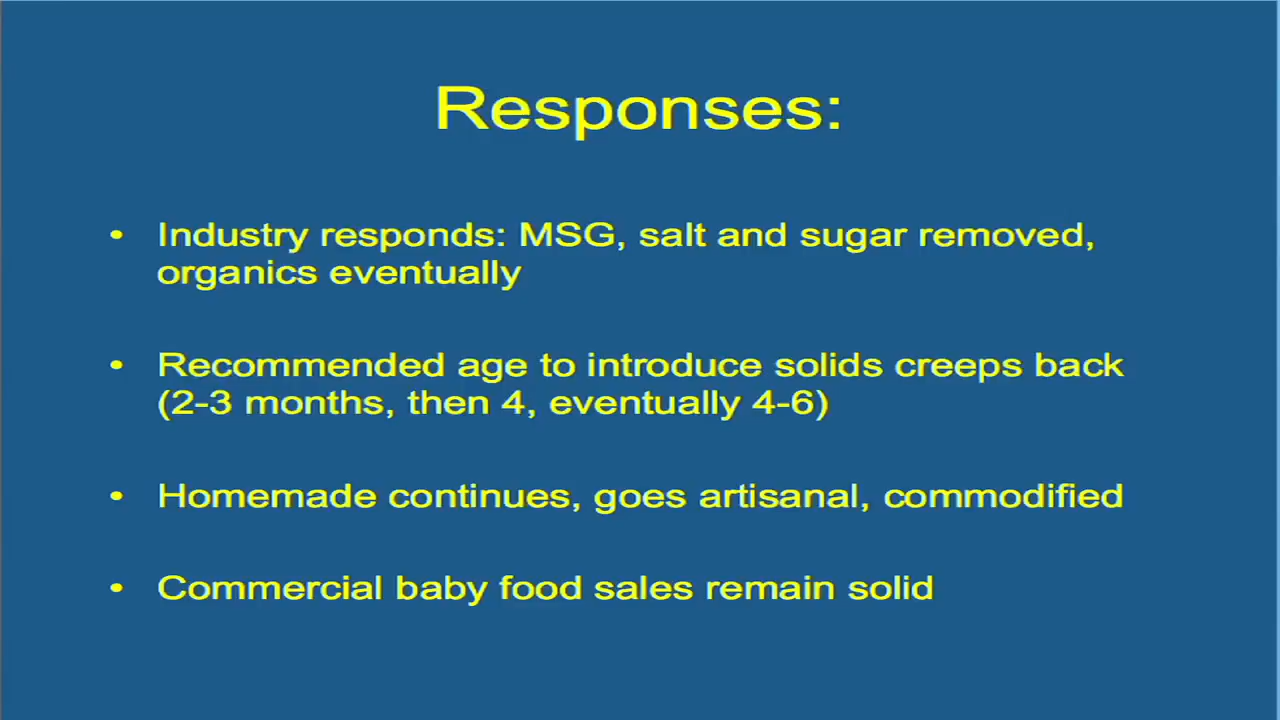 Responses:
• Industry responds: MSG, salt and sugar removed,
organics eventually
• Recommended age to introduce solids creeps back
(2-3 months, then 4, eventually 4-6)
• Homemade continues, goes artisanal, commodified
• Commercial baby food sales remain solid